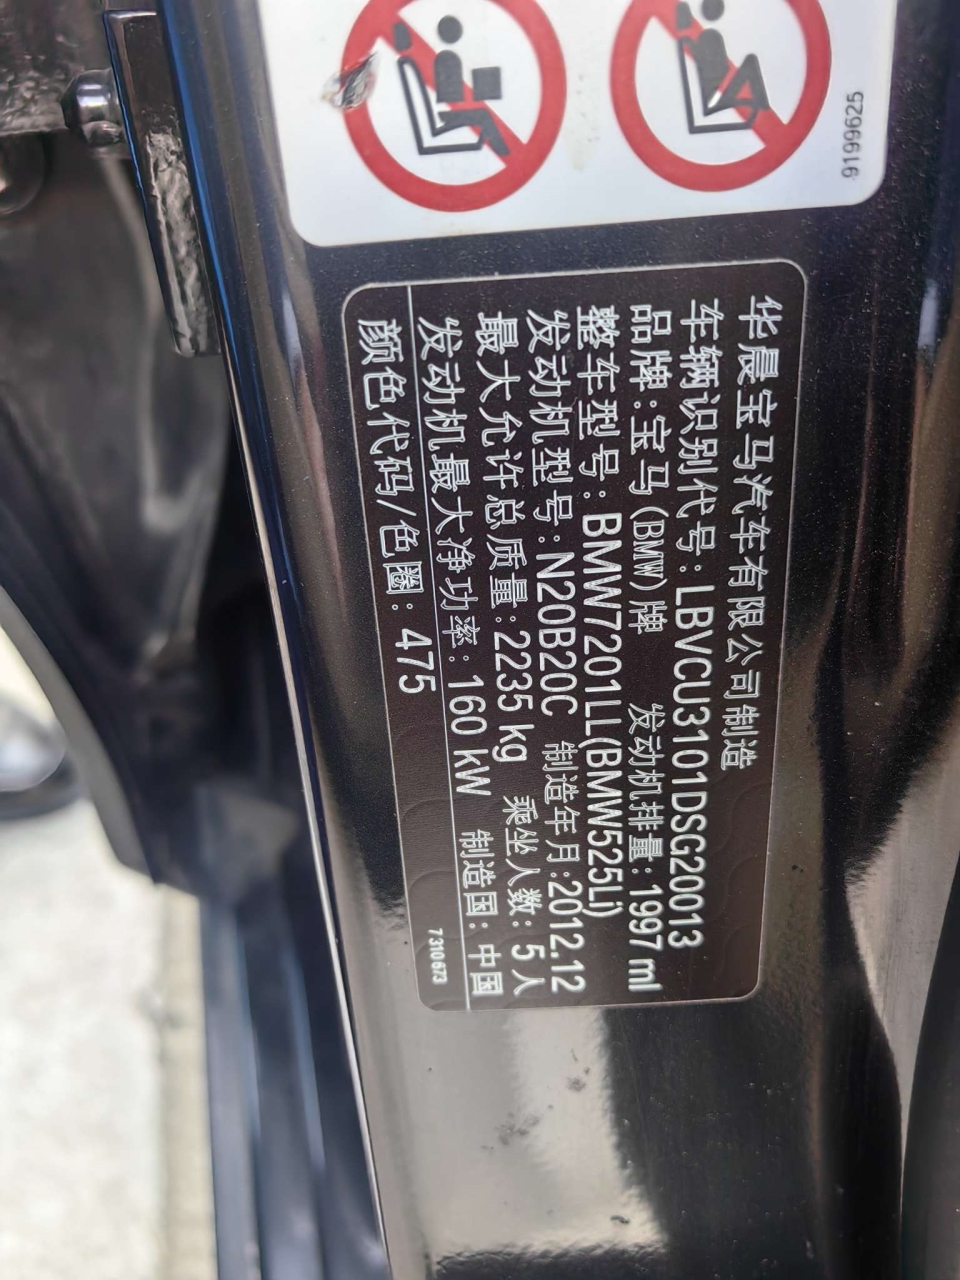 9199625
华晨宝马汽车有限公司制造
车辆识别代号:LBVCU3101DSG20013
品牌:宝马(BMW)牌 发动机排量:1997 ml
整车型号:BMW7201LL(BMW525Li)
发动机型号:N20B20C 制造年月:2012.12
最大允许总质量:2235 kg 乘坐人数:5人
发动机最大净功率:160 kW 制造国:中国
颜色代码/色圈:475
7 310 673